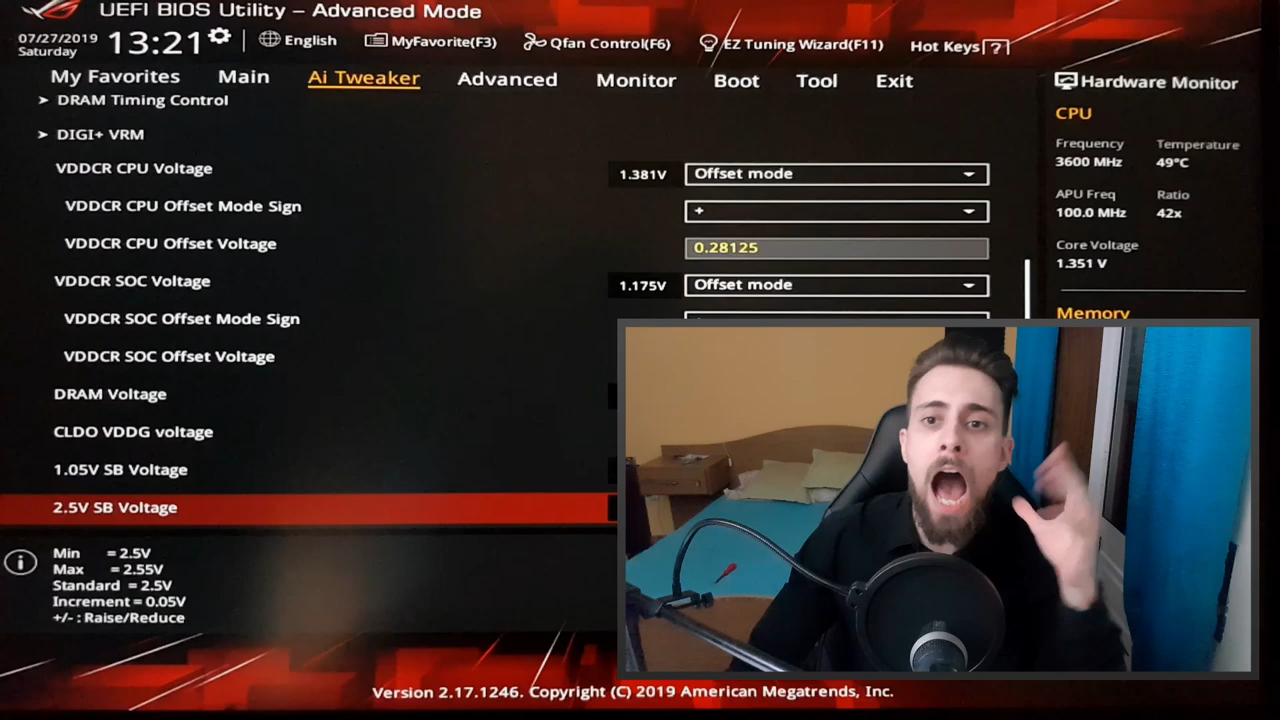 UEFI BIOS Utility – Advanced Mode
07/27/2019
Saturday
13:21
English
MyFavorite(F3)
Qfan Control(F6)
EZ Tuning Wizard(F11)
Hot Keys
?
My Favorites
Main
Ai Tweaker
Advanced
Monitor
Boot
Tool
Exit
Hardware Monitor
> DRAM Timing Control
> DIGI+ VRM
VDDCR CPU Voltage 1.381V Offset mode
VDDCR CPU Offset Mode Sign +
VDDCR CPU Offset Voltage 0.28125
VDDCR SOC Voltage 1.175V Offset mode
VDDCR SOC Offset Mode Sign
VDDCR SOC Offset Voltage
DRAM Voltage
CLDO VDDG voltage
1.05V SB Voltage
2.5V SB Voltage
CPU
Frequency Temperature
3600 MHz 49°C
APU Freq Ratio
100.0 MHz 42x
Core Voltage
1.351 V
Memory
Min = 2.5V
Max = 2.55V
Standard = 2.5V
Increment = 0.05V
+/- : Raise/Reduce
Version 2.17.1246. Copyright (C) 2019 American Megatrends, Inc.